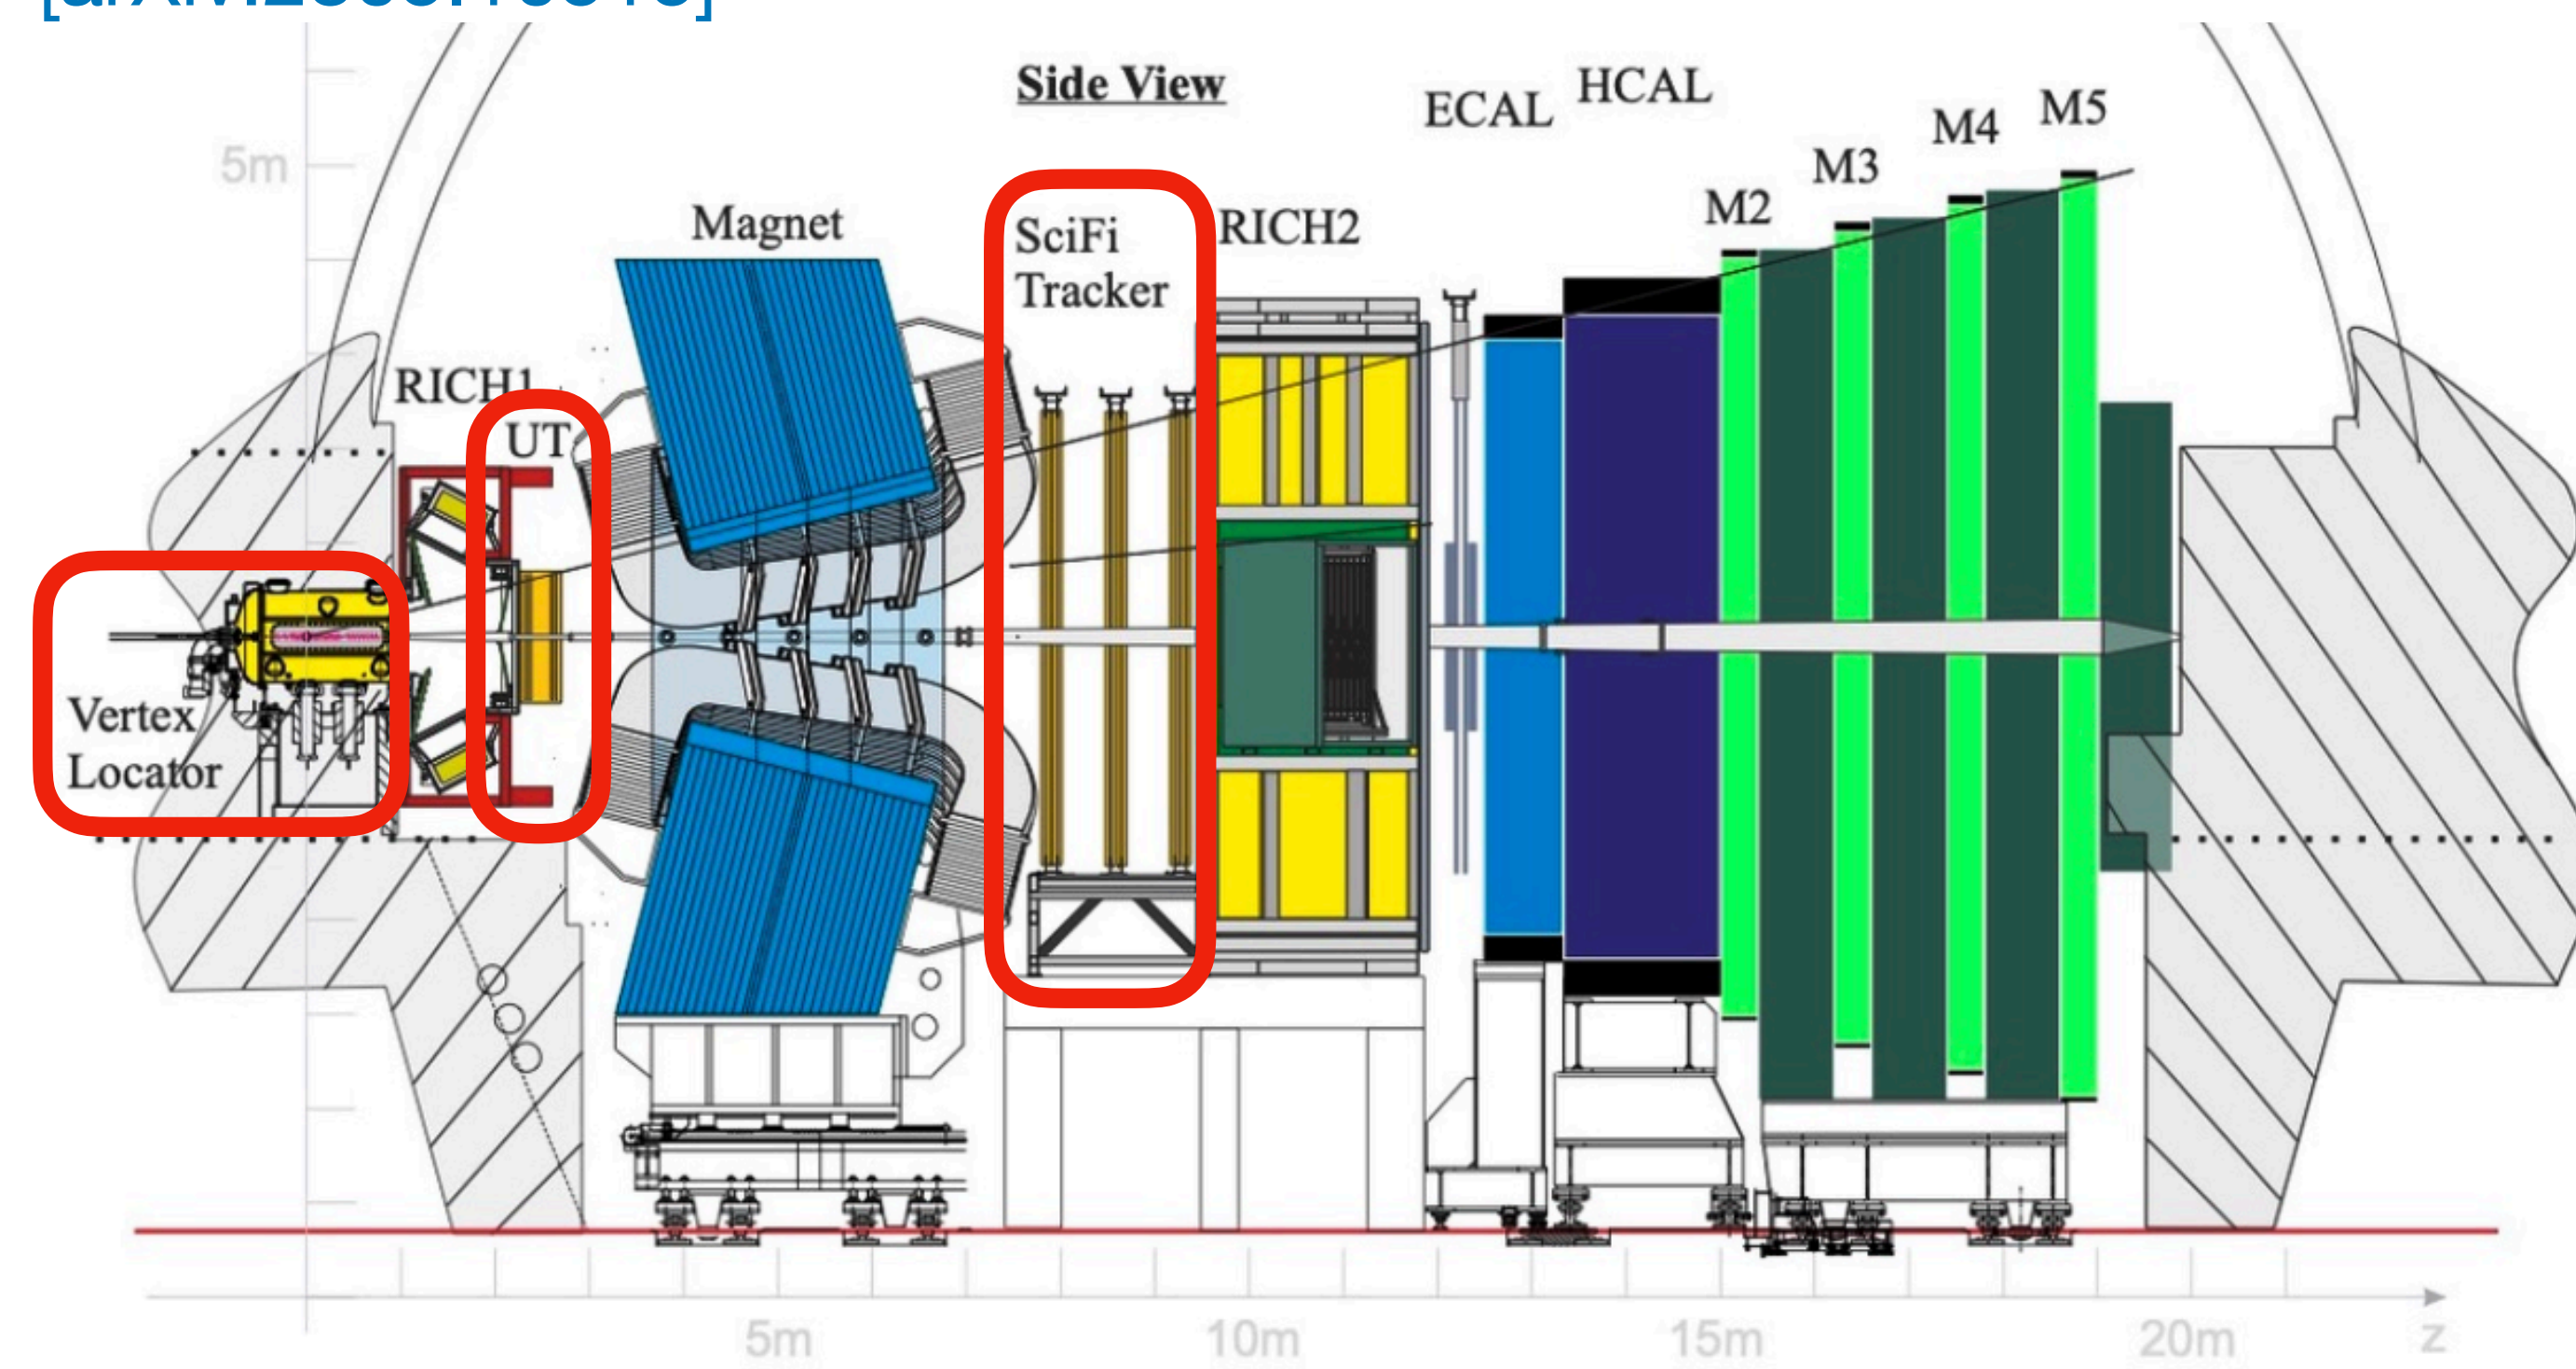 Side View
ECAL
HCAL
M5
M4
M3
5m
M2
Magnet
SciFi
Tracker
RICH2
RICH1
UT
Vertex
Locator
5m
10m
15m
20m
z